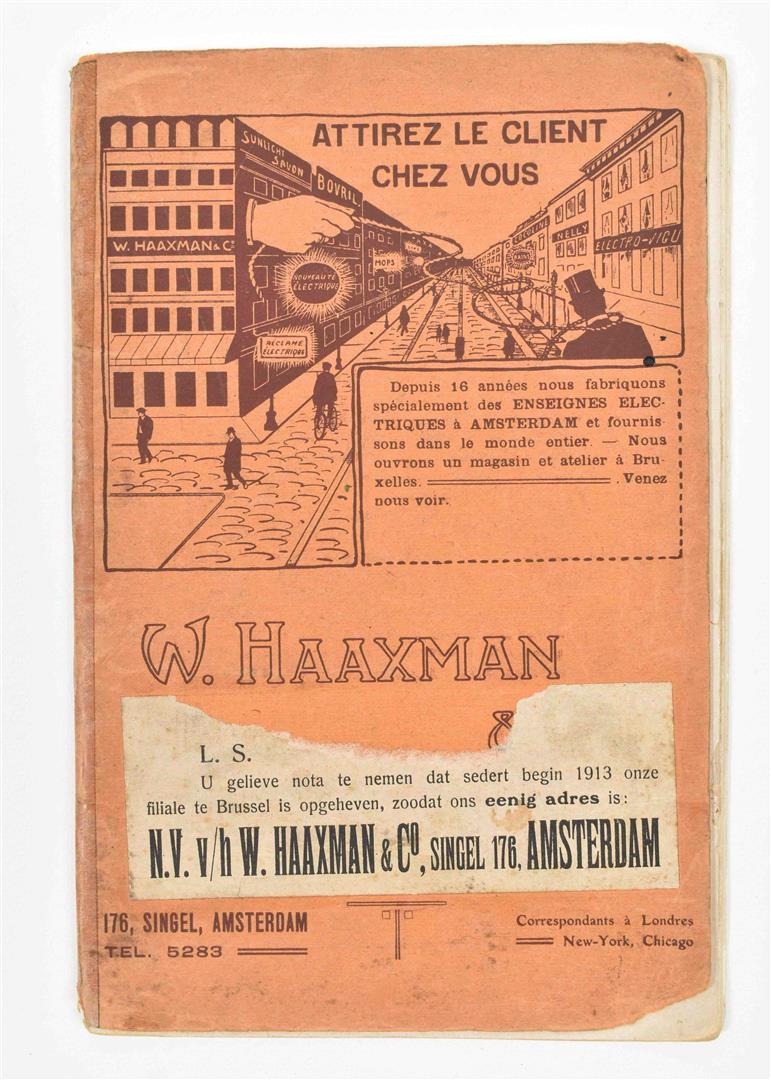 ATTIREZ LE CLIENT
CHEZ VOUS
SUNLICHT
SAVON
BOVRIL
W. HAAXMAN & Co
NOUVEAUTÉ
ÉLECTRIQUE
MOPS
RÉCLAME
ÉLECTRIQUE
NELLY
ELECTRO-VIGU
Depuis 16 années nous fabriquons
spécialement des ENSEIGNES ELEC-
TRIQUES à AMSTERDAM et fournis-
sons dans le monde entier. — Nous
ouvrons un magasin et atelier à Bru-
xelles. . Venez
nous voir.
W. HAAXMAN
&
L. S.
U gelieve nota te nemen dat sedert begin 1913 onze
filiale te Brussel is opgeheven, zoodat ons eenig adres is:
N.V. v/h W. HAAXMAN & Co, SINGEL 176, AMSTERDAM
176, SINGEL, AMSTERDAM
TEL. 5283
Correspondants à Londres
New-York, Chicago